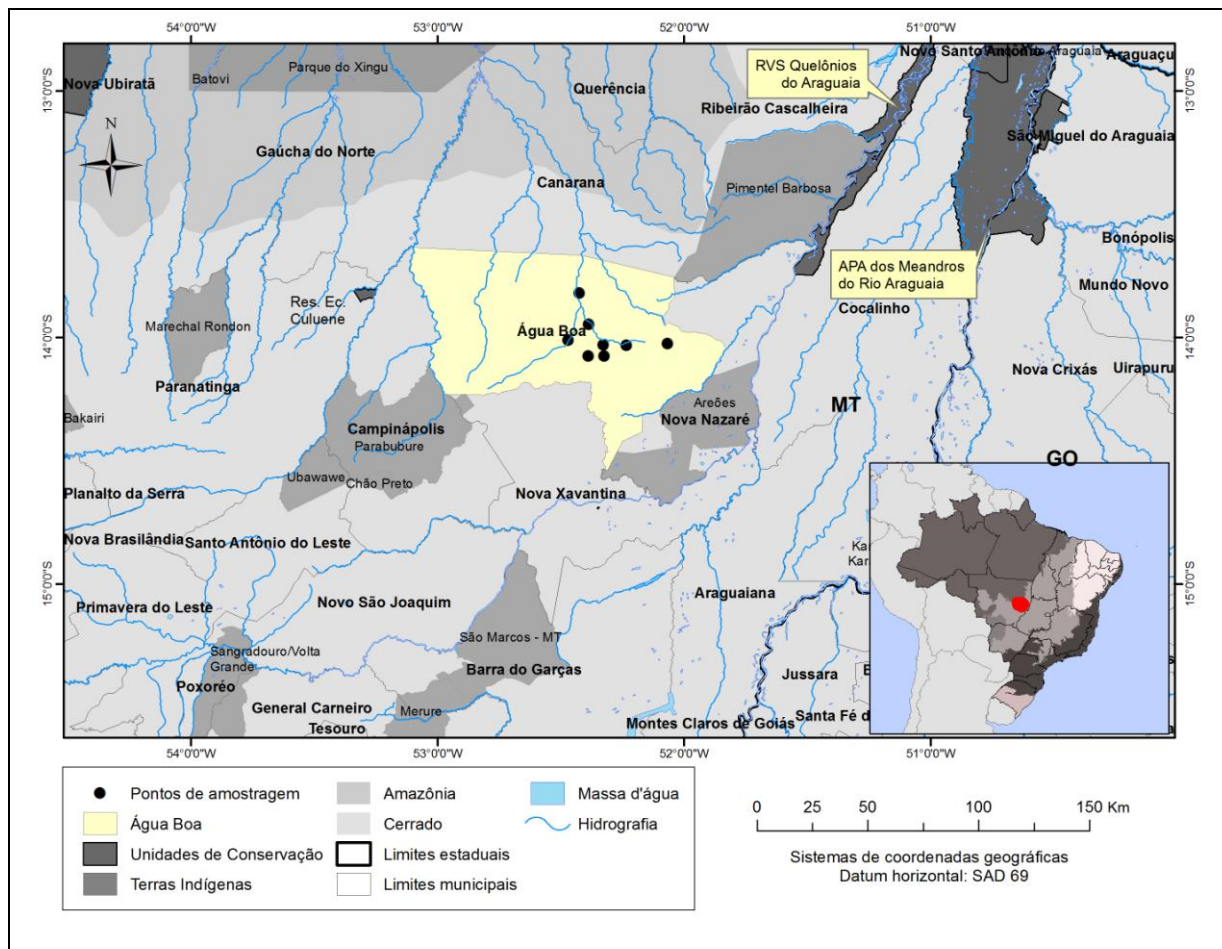 54°0'0"W
53°0'0"W
52°0'0"W
51°0'0"W
Nova Ubiratã
Batovi
Parque do Xingu
Querência
RVS Quelônios
do Araguaia
Novo Santo Antônio
Araguaçu
13°0'0"S
13°0'0"S
N
Ribeirão Cascalheira
São Miguel do Araguaia
Gaúcha do Norte
Canarana
Pimentel Barbosa
Bonópolis
APA dos Meandros
do Rio Araguaia
Mundo Novo
Res. Ec.
Culuene
Cocalinho
Marechal Rondon
Água Boa
14°0'0"S
14°0'0"S
Nova Crixás
Uirapuru
Paranatinga
Bakairi
Areões
Nova Nazaré
MT
Campinápolis
Parabubure
GO
Ubawawe
Chão Preto
Planalto da Serra
Nova Xavantina
Nova Brasilândia
Santo Antônio do Leste
15°0'0"S
15°0'0"S
Araguaiana
Primavera do Leste
Novo São Joaquim
São Marcos - MT
Sangradouro/Volta
Grande
Barra do Garças
Jussara
Poxoréo
General Carneiro
Merure
Tesouro
Montes Claros de Goiás
Santa Fé d
54°0'0"W
53°0'0"W
52°0'0"W
51°0'0"W
Pontos de amostragem
Amazônia
Massa d'água
Água Boa
Cerrado
Hidrografia
Unidades de Conservação
Limites estaduais
Terras Indígenas
Limites municipais
0 25 50 100 150 Km
Sistemas de coordenadas geográficas
Datum horizontal: SAD 69